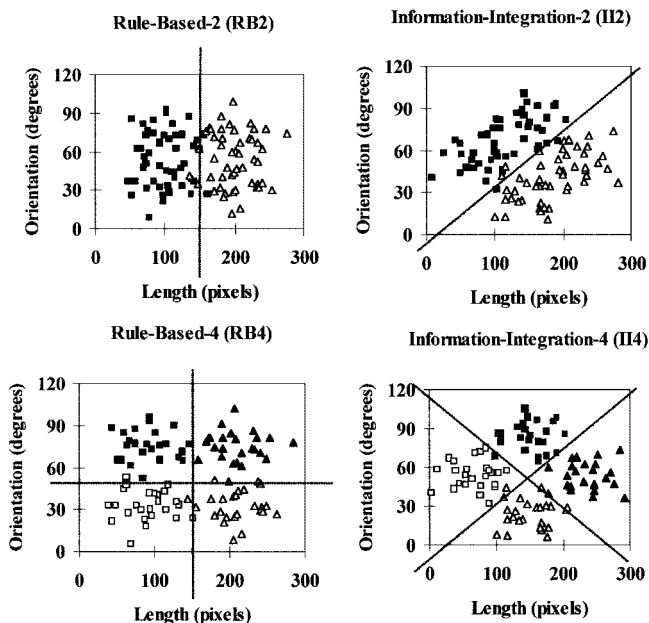 Rule-Based-2 (RB2)
120
90
60
30
0
Orientation (degrees)
0 100 200 300
Length (pixels)
Information-Integration-2 (II2)
120
90
60
30
0
Orientation (degrees)
0 100 200 300
Length (pixels)
Rule-Based-4 (RB4)
120
90
60
30
0
Orientation (degrees)
0 100 200 300
Length (pixels)
Information-Integration-4 (II4)
120
90
60
30
0
Orientation (degrees)
0 100 200 300
Length (pixels)